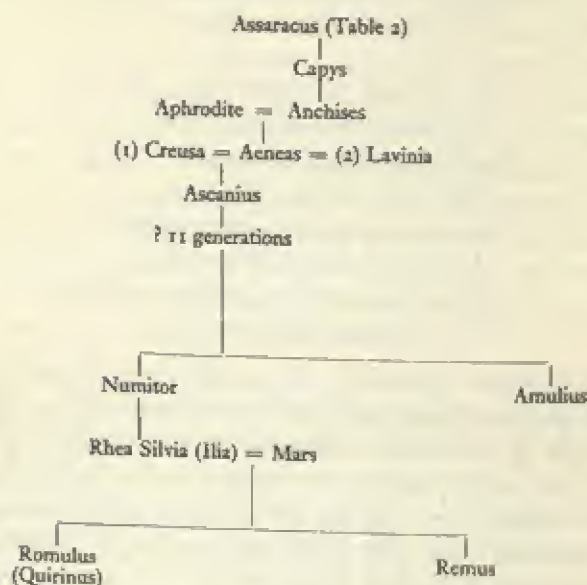 Assaracus (Table 2)
Capys
Aphrodite = Anchises
(1) Creusa = Aeneas = (2) Lavinia
Ascanius
? 11 generations
Numitor
Amulius
Rhea Silvia (Ilia) = Mars
Romulus
(Quirinus)
Remus